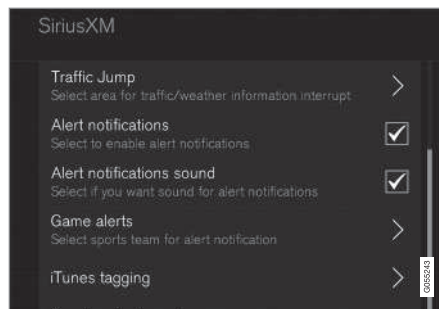 SiriusXM
Traffic Jump
Select area for traffic/weather information interrupt
Alert notifications
Select to enable alert notifications
Alert notifications sound
Select if you want sound for alert notifications
Game alerts
Select sports team for alert notification
iTunes tagging
G055243